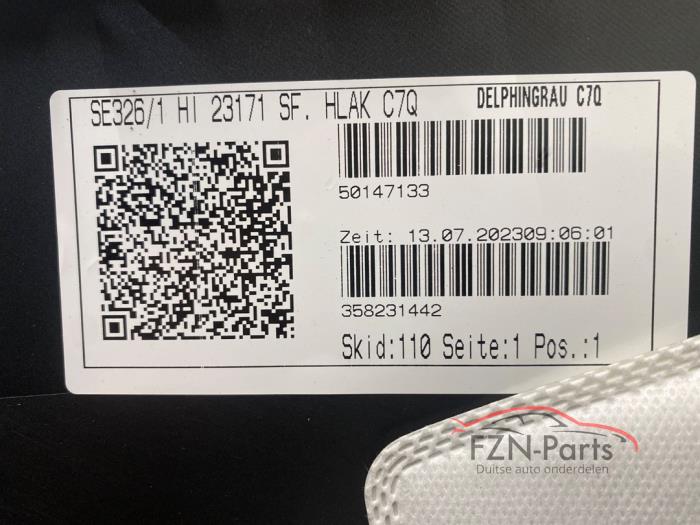 SE326/1 HI 23171 SF. HLAK C7Q
DELPHINGRAU C7Q
50147133
Zeit: 13.07.202309:06:01
358231442
Skid:110 Seite:1 Pos.:1
FZN-Parts
Duitse auto onderdelen